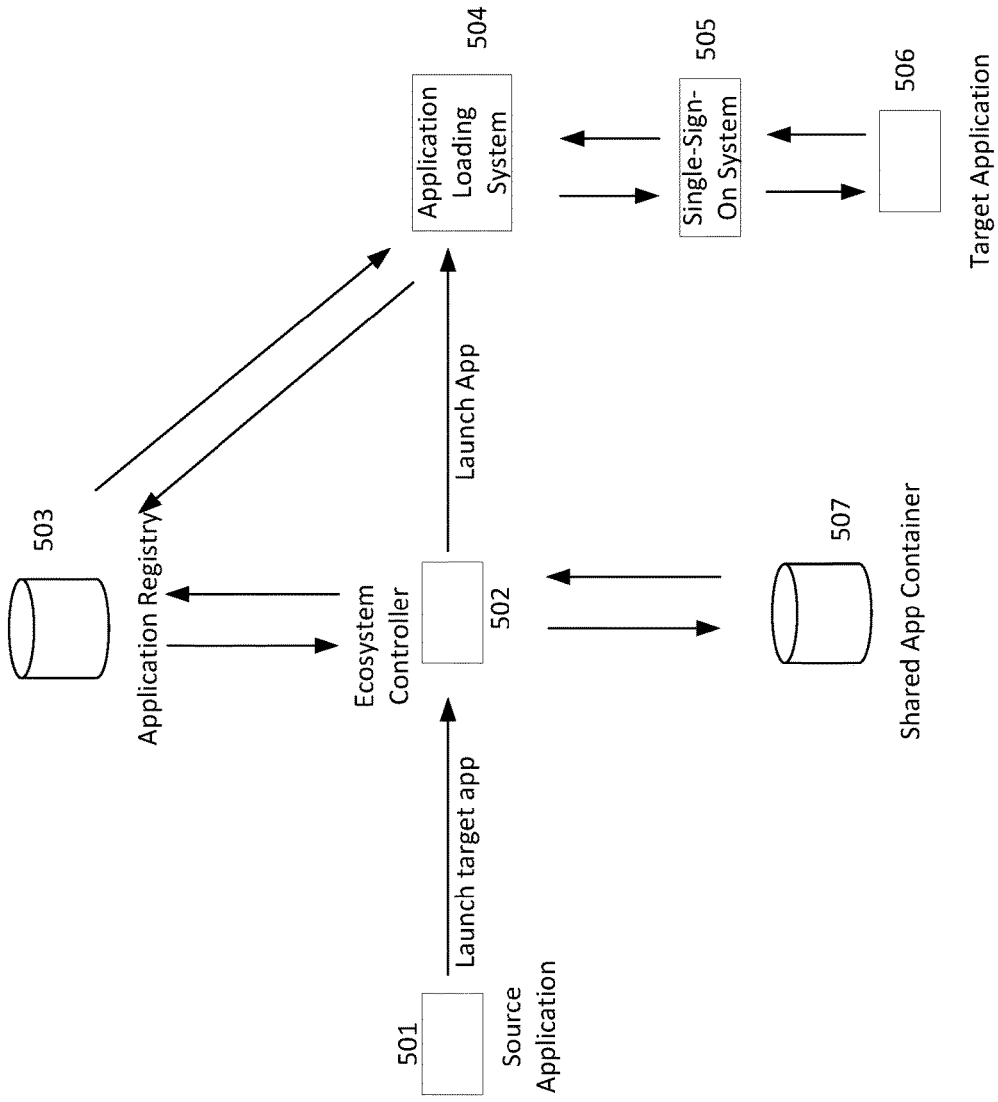 503
Application Registry
504
Application
Loading
System
505
Single-Sign-
On System
506
Target Application
Launch App
Ecosystem
Controller
502
507
Shared App Container
Launch target app
501
Source
Application